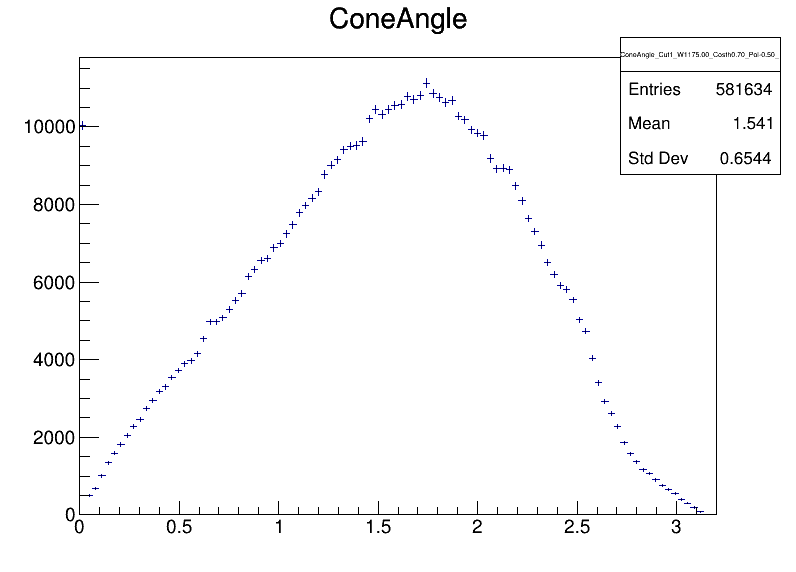 ConeAngle
ConeAngle_Cut1_W1175.00_Costh0.70_Pol-0.50_
Entries 581634
Mean 1.541
Std Dev 0.6544
10000
8000
6000
4000
2000
0
0 0.5 1 1.5 2 2.5 3